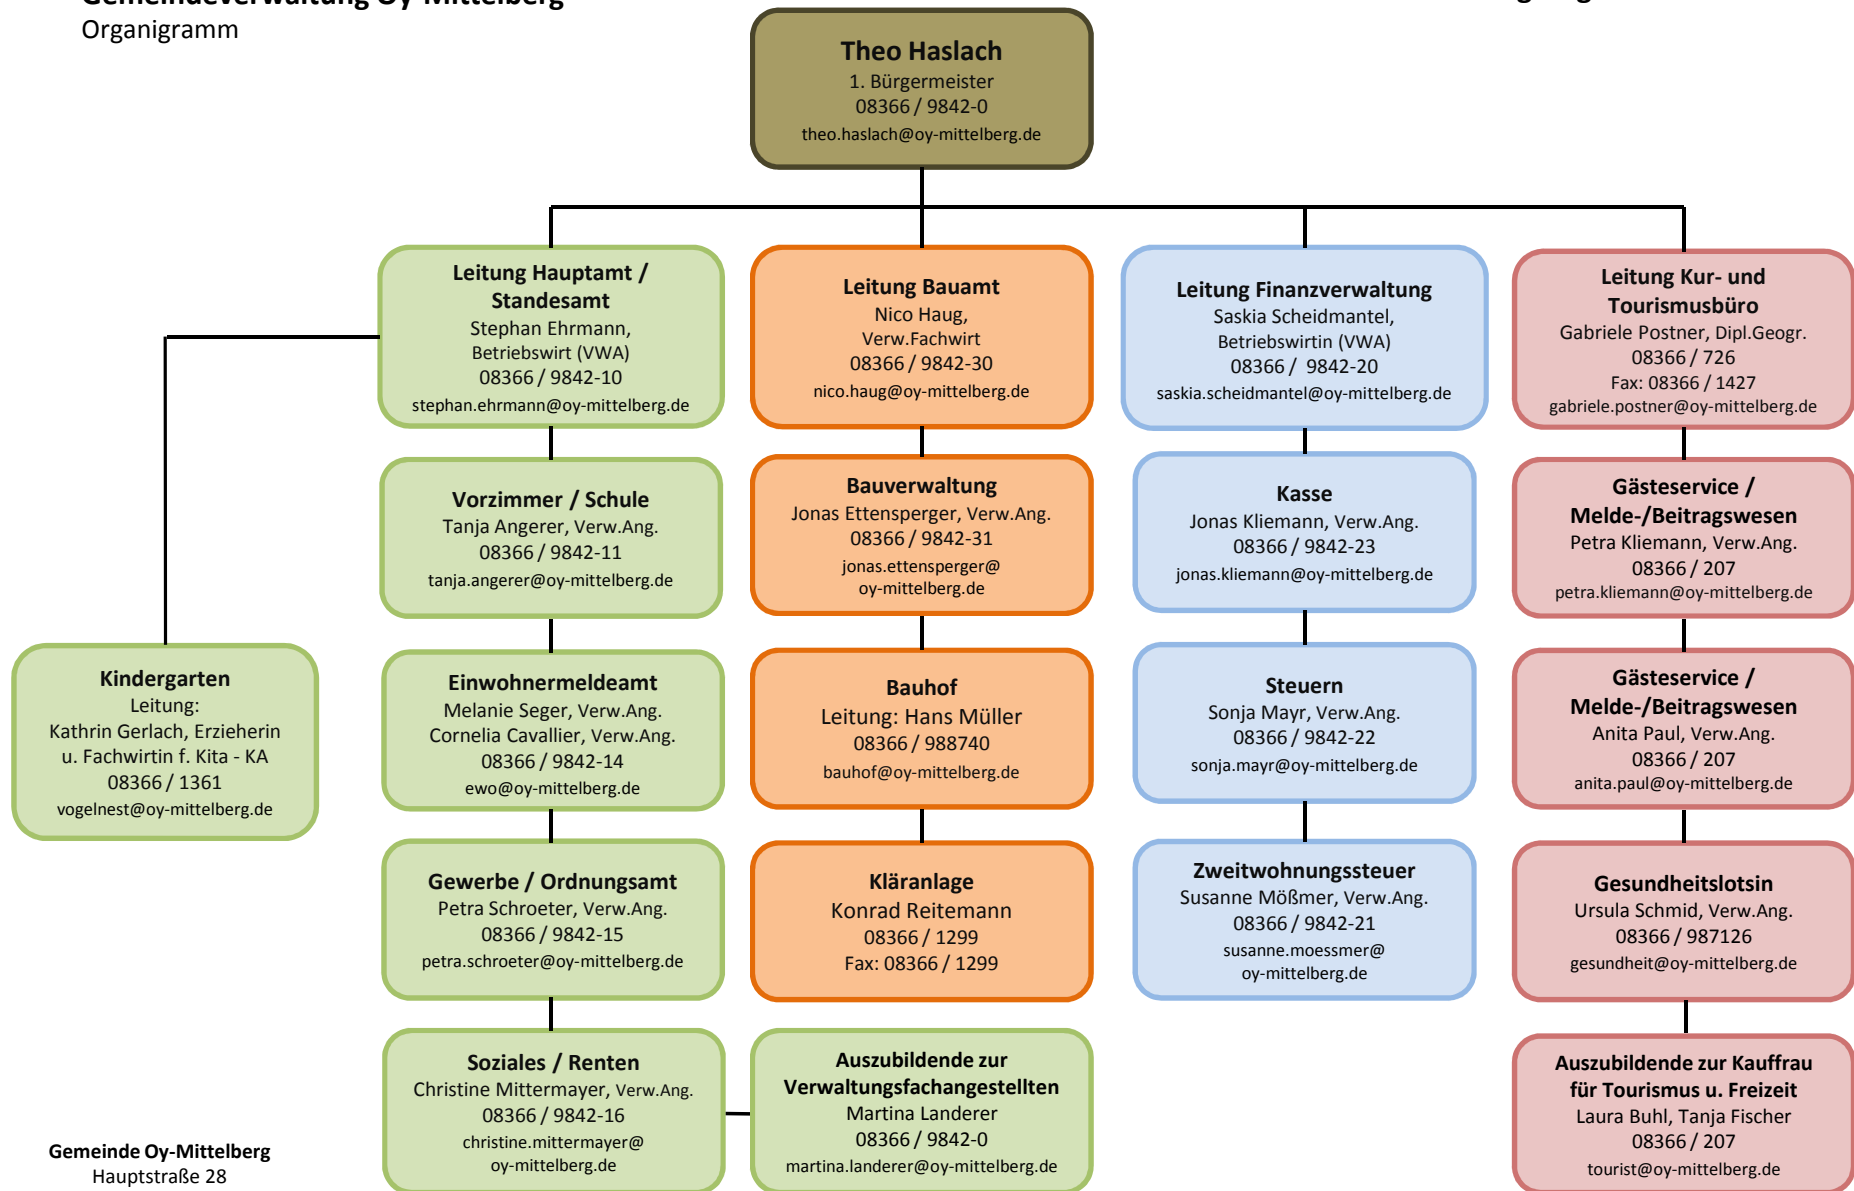 Gemeindeverwaltung Oy-Mittelberg
Organigramm
Theo Haslach
1. Bürgermeister
08366 / 9842-0
theo.haslach@oy-mittelberg.de
Leitung Hauptamt /
Standesamt
Stephan Ehrmann,
Betriebswirt (VWA)
08366 / 9842-10
stephan.ehrmann@oy-mittelberg.de
Leitung Bauamt
Nico Haug,
Verw.Fachwirt
08366 / 9842-30
nico.haug@oy-mittelberg.de
Leitung Finanzverwaltung
Saskia Scheidmantel,
Betriebswirtin (VWA)
08366 / 9842-20
saskia.scheidmantel@oy-mittelberg.de
Leitung Kur- und
Tourismusbüro
Gabriele Postner, Dipl.Geogr.
08366 / 726
Fax: 08366 / 1427
gabriele.postner@oy-mittelberg.de
Vorzimmer / Schule
Tanja Angerer, Verw.Ang.
08366 / 9842-11
tanja.angerer@oy-mittelberg.de
Bauverwaltung
Jonas Ettensperger, Verw.Ang.
08366 / 9842-31
jonas.ettensperger@
oy-mittelberg.de
Kasse
Jonas Kliemann, Verw.Ang.
08366 / 9842-23
jonas.kliemann@oy-mittelberg.de
Gästeservice /
Melde-/Beitragswesen
Petra Kliemann, Verw.Ang.
08366 / 207
petra.kliemann@oy-mittelberg.de
Kindergarten
Leitung:
Kathrin Gerlach, Erzieherin
u. Fachwirtin f. Kita - KA
08366 / 1361
vogelnest@oy-mittelberg.de
Einwohnermeldeamt
Melanie Seger, Verw.Ang.
Cornelia Cavallier, Verw.Ang.
08366 / 9842-14
ewo@oy-mittelberg.de
Bauhof
Leitung: Hans Müller
08366 / 988740
bauhof@oy-mittelberg.de
Steuern
Sonja Mayr, Verw.Ang.
08366 / 9842-22
sonja.mayr@oy-mittelberg.de
Gästeservice /
Melde-/Beitragswesen
Anita Paul, Verw.Ang.
08366 / 207
anita.paul@oy-mittelberg.de
Gewerbe / Ordnungsamt
Petra Schroeter, Verw.Ang.
08366 / 9842-15
petra.schroeter@oy-mittelberg.de
Kläranlage
Konrad Reitemann
08366 / 1299
Fax: 08366 / 1299
Zweitwohnungssteuer
Susanne Mößmer, Verw.Ang.
08366 / 9842-21
susanne.moessmer@
oy-mittelberg.de
Gesundheitslotsin
Ursula Schmid, Verw.Ang.
08366 / 987126
gesundheit@oy-mittelberg.de
Soziales / Renten
Christine Mittermayer, Verw.Ang.
08366 / 9842-16
christine.mittermayer@
oy-mittelberg.de
Auszubildende zur
Verwaltungsfachangestellten
Martina Landerer
08366 / 9842-0
martina.landerer@oy-mittelberg.de
Auszubildende zur Kauffrau
für Tourismus u. Freizeit
Laura Buhl, Tanja Fischer
08366 / 207
tourist@oy-mittelberg.de
Gemeinde Oy-Mittelberg
Hauptstraße 28